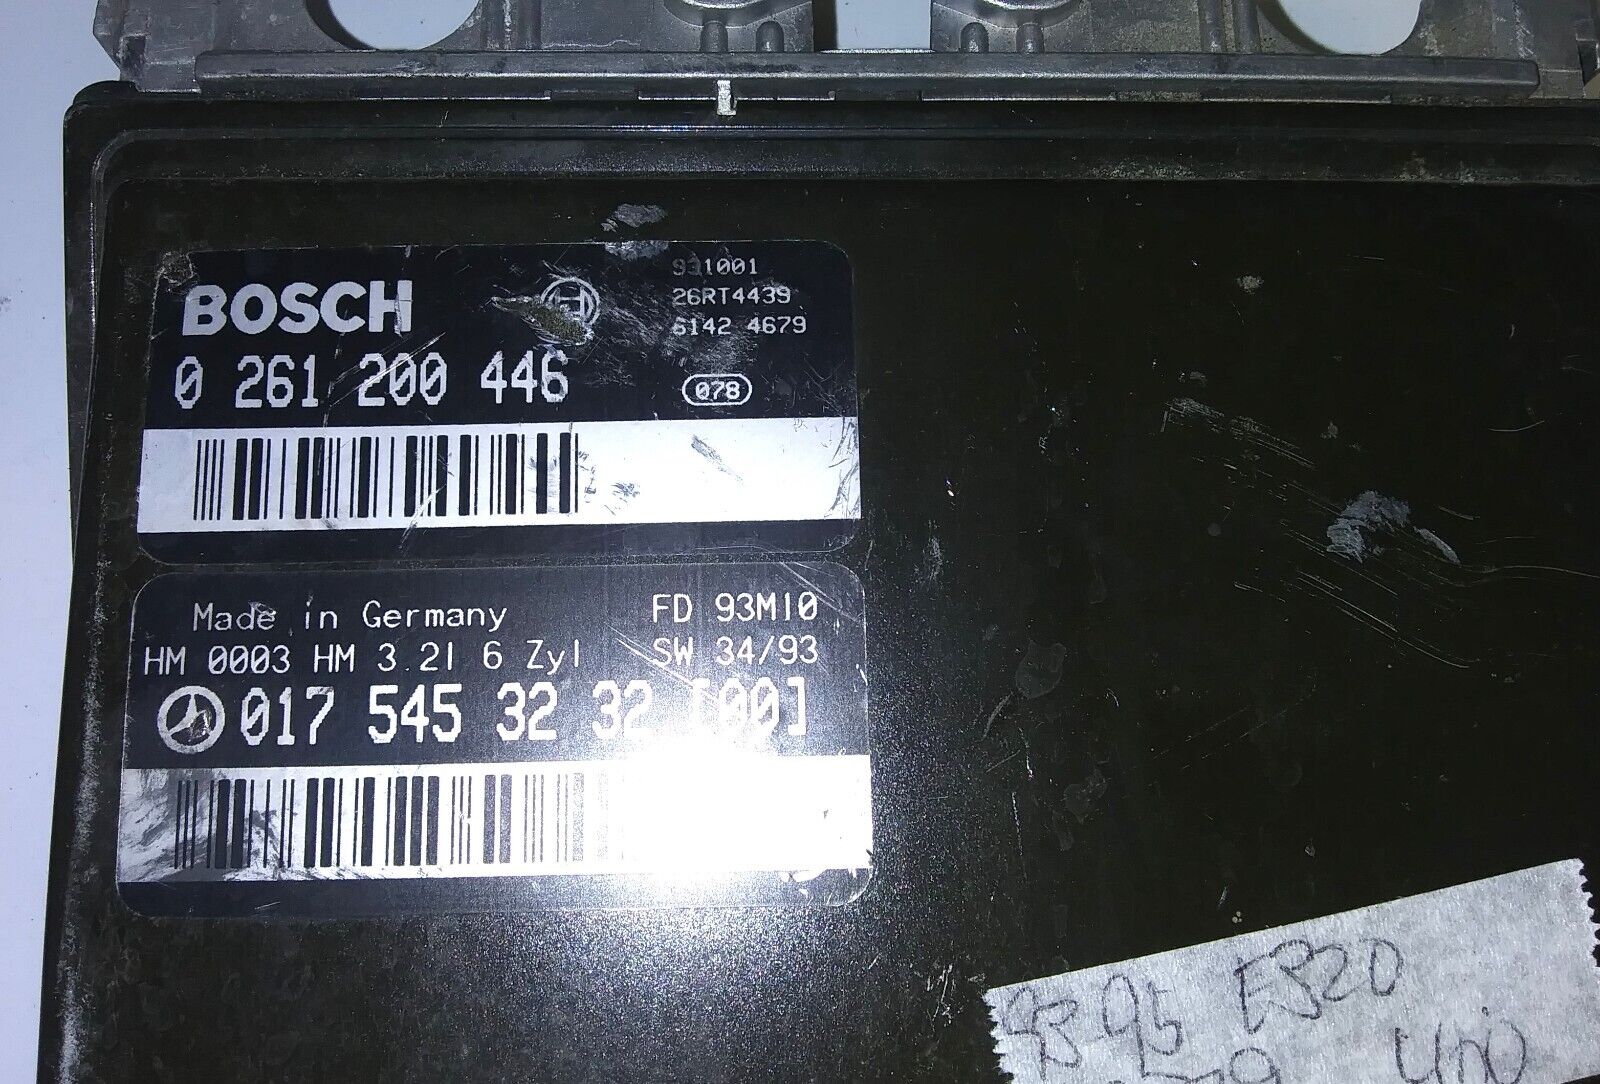 931001
BOSCH
26RT4439
6142 4679
0 261 200 446
078
Made in Germany FD 93M10
HM 0003 HM 3.2l 6 Zyl SW 34/93
017 545 32 32 [00]
93 95 E320